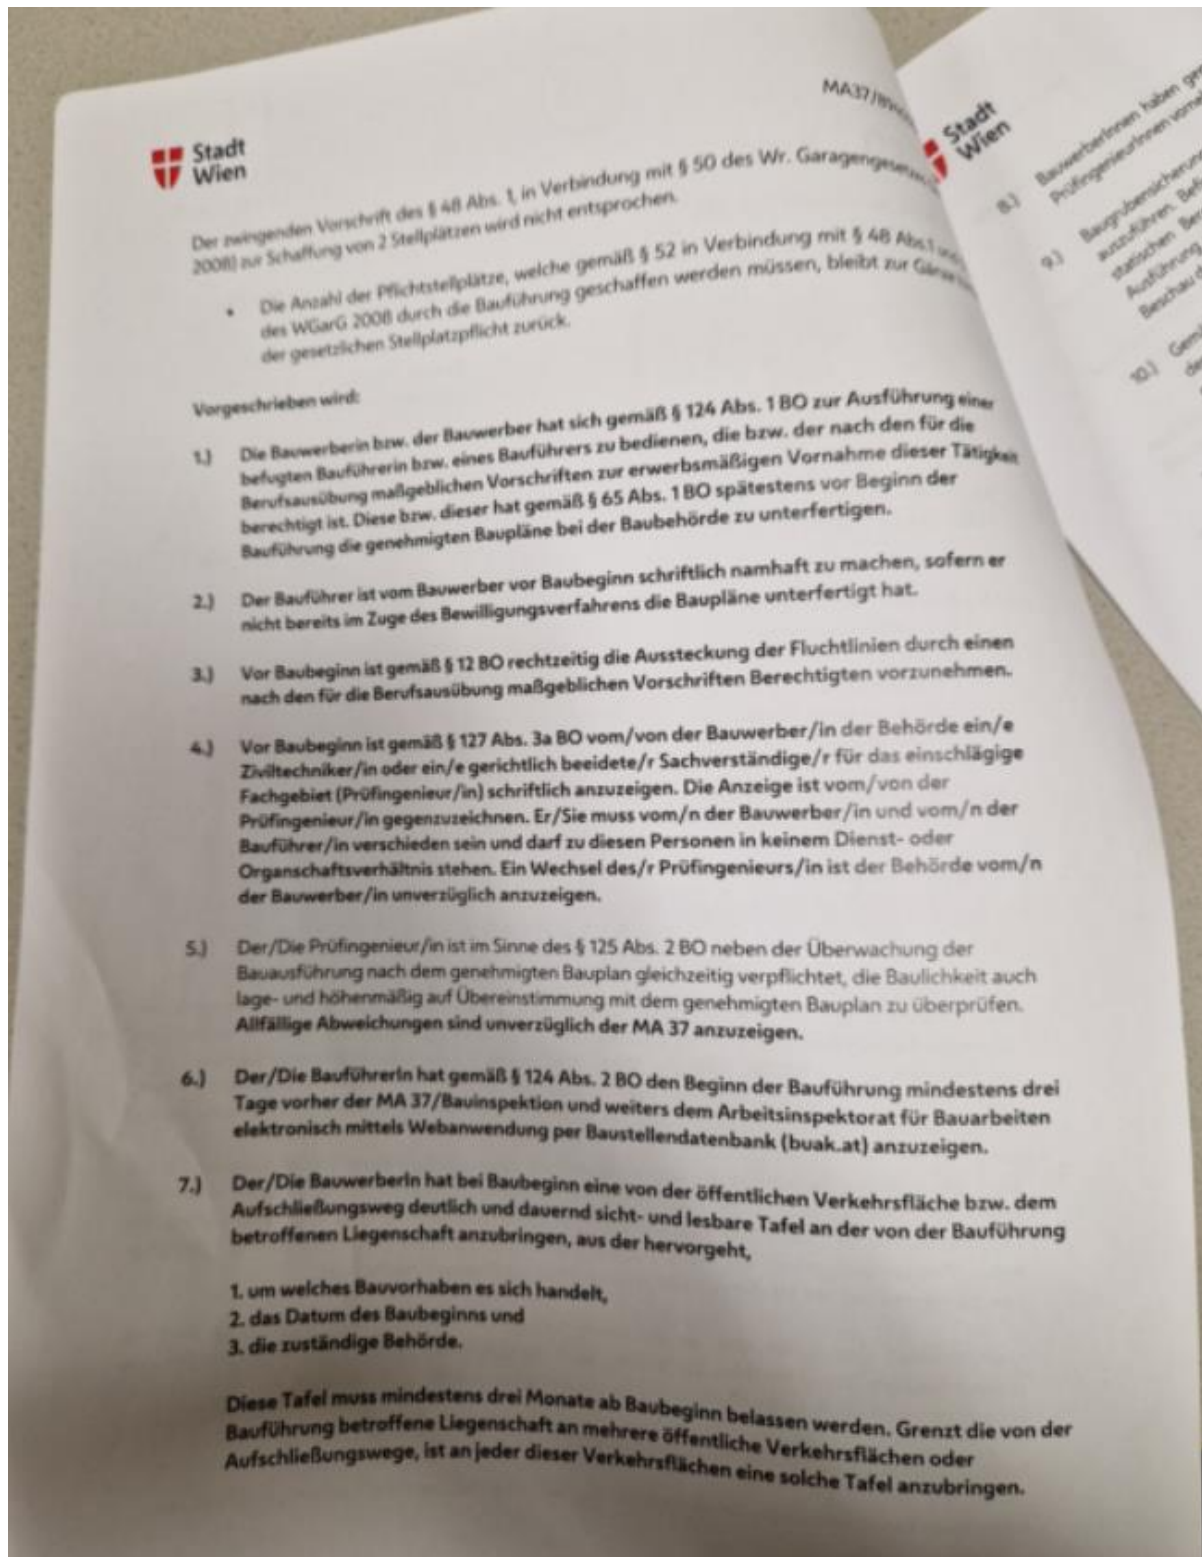 MA37/
Stadt
Wien
Der zwingenden Vorschrift des § 48 Abs. 1, in Verbindung mit § 50 des Wr.
2008) zur Schaffung von 2 Stellplätzen wird nicht entsprochen.
• Die Anzahl der Pflichtstellplätze, welche gemäß § 52 in Verbindung mit § 48 Abs.1
des WGarG 2008 durch die Bauführung geschaffen werden müssen, bleibt zur Gänze
der gesetzlichen Stellplatzpflicht zurück.
Vorgeschrieben wird:
1.) Die Bauwerberin bzw. der Bauwerber hat sich gemäß § 124 Abs. 1 BO zur Ausführung einer
befugten Bauführerin bzw. eines Bauführers zu bedienen, die bzw. der nach den für die
Berufsausübung maßgeblichen Vorschriften zur erwerbsmäßigen Vornahme dieser Tätigkeit
berechtigt ist. Diese bzw. dieser hat gemäß § 65 Abs. 1 BO spätestens vor Beginn der
Bauführung die genehmigten Baupläne bei der Baubehörde zu unterfertigen.
2.) Der Bauführer ist vom Bauwerber vor Baubeginn schriftlich namhaft zu machen, sofern er
nicht bereits im Zuge des Bewilligungsverfahrens die Baupläne unterfertigt hat.
3.) Vor Baubeginn ist gemäß § 12 BO rechtzeitig die Aussteckung der Fluchtlinien durch einen
nach den für die Berufsausübung maßgeblichen Vorschriften Berechtigten vorzunehmen.
4.) Vor Baubeginn ist gemäß § 127 Abs. 3a BO vom/von der Bauwerber/in der Behörde ein/e
Ziviltechniker/in oder ein/e gerichtlich beeidete/r Sachverständige/r für das einschlägige
Fachgebiet (Prüfingenieur/in) schriftlich anzuzeigen. Die Anzeige ist vom/von der
Prüfingenieur/in gegenzuzeichnen. Er/Sie muss vom/n der Bauwerber/in und vom/n der
Bauführer/in verschieden sein und darf zu diesen Personen in keinem Dienst- oder
Organschaftsverhältnis stehen. Ein Wechsel des/r Prüfingenieurs/in ist der Behörde vom/n
der Bauwerber/in unverzüglich anzuzeigen.
5.) Der/Die Prüfingenieur/in ist im Sinne des § 125 Abs. 2 BO neben der Überwachung der
Bauausführung nach dem genehmigten Bauplan gleichzeitig verpflichtet, die Baulichkeit auch
lage- und höhenmäßig auf Übereinstimmung mit dem genehmigten Bauplan zu überprüfen.
Allfällige Abweichungen sind unverzüglich der MA 37 anzuzeigen.
6.) Der/Die BauführerIn hat gemäß § 124 Abs. 2 BO den Beginn der Bauführung mindestens drei
Tage vorher der MA 37/Bauinspektion und weiters dem Arbeitsinspektorat für Bauarbeiten
elektronisch mittels Webanwendung per Baustellendatenbank (buak.at) anzuzeigen.
7.) Der/Die BauwerberIn hat bei Baubeginn eine von der öffentlichen Verkehrsfläche bzw. dem
Aufschließungsweg deutlich und dauernd sicht- und lesbare Tafel an der von der Bauführung
betroffenen Liegenschaft anzubringen, aus der hervorgeht,
1. um welches Bauvorhaben es sich handelt,
2. das Datum des Baubeginns und
3. die zuständige Behörde.
Diese Tafel muss mindestens drei Monate ab Baubeginn belassen werden. Grenzt die von der
Bauführung betroffene Liegenschaft an mehrere öffentliche Verkehrsflächen oder
Aufschließungswege, ist an jeder dieser Verkehrsflächen eine solche Tafel anzubringen.
Stadt
Wien
8.) BauwerberInnen haben
PrüfingenieurInnen
9.) Baugrubensicherung
auszuführen.
statischen
Ausführung
Beschau
10.)